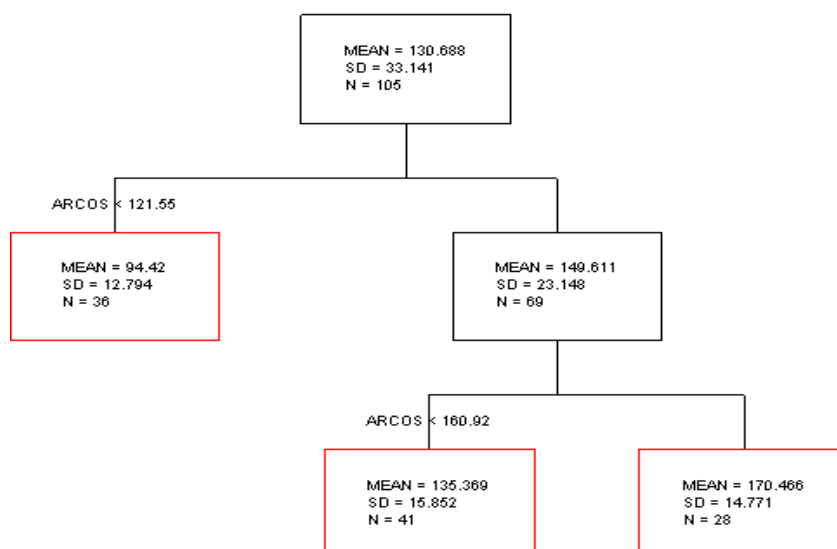 MEAN = 130.688
SD = 33.141
N = 105
ARCOS < 121.55
MEAN = 94.42
SD = 12.794
N = 36
MEAN = 149.611
SD = 23.148
N = 69
ARCOS < 160.92
MEAN = 135.369
SD = 15.852
N = 41
MEAN = 170.466
SD = 14.771
N = 28